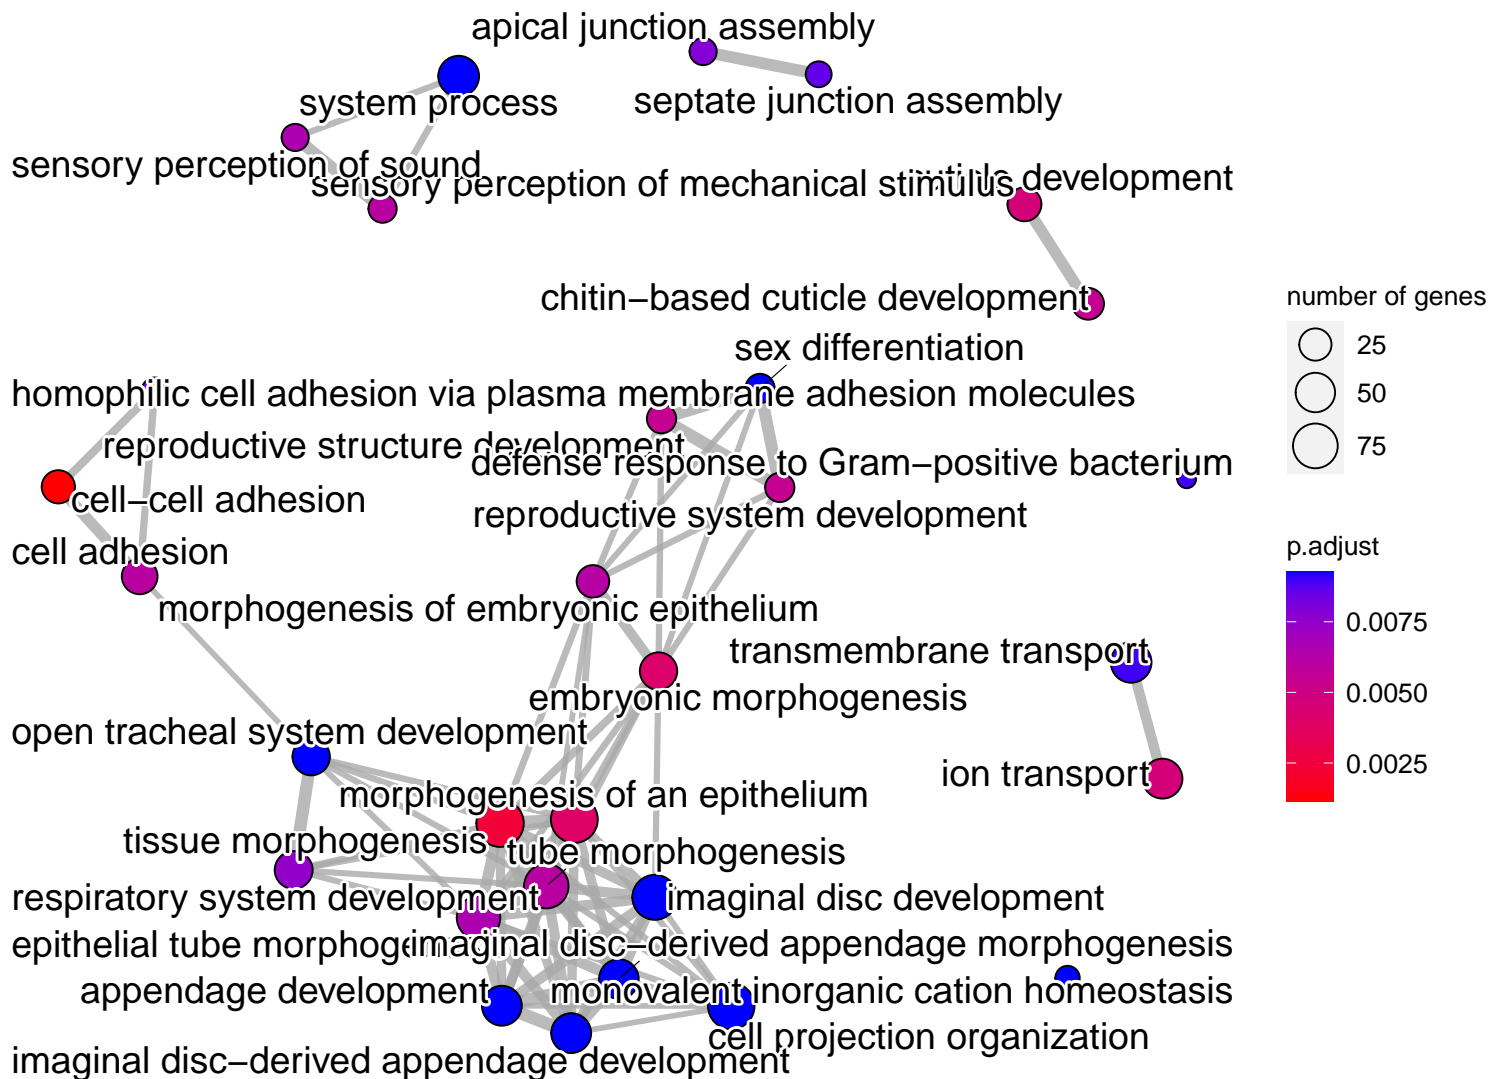 apical junction assembly
system process
septate junction assembly
sensory perception of sound
sensory perception of mechanical stimulus
development
chitin−based cuticle development
number of genes
25
50
75
sex differentiation
homophilic cell adhesion via plasma membrane adhesion molecules
reproductive structure development
defense response to Gram−positive bacterium
cell−cell adhesion
reproductive system development
cell adhesion
p.adjust
0.0075
0.0050
0.0025
morphogenesis of embryonic epithelium
transmembrane transport
embryonic morphogenesis
open tracheal system development
ion transport
morphogenesis of an epithelium
tissue morphogenesis
tube morphogenesis
respiratory system development
imaginal disc development
epithelial tube
imaginal disc−derived appendage morphogenesis
appendage development
monovalent inorganic cation homeostasis
cell projection organization
imaginal disc−derived appendage development